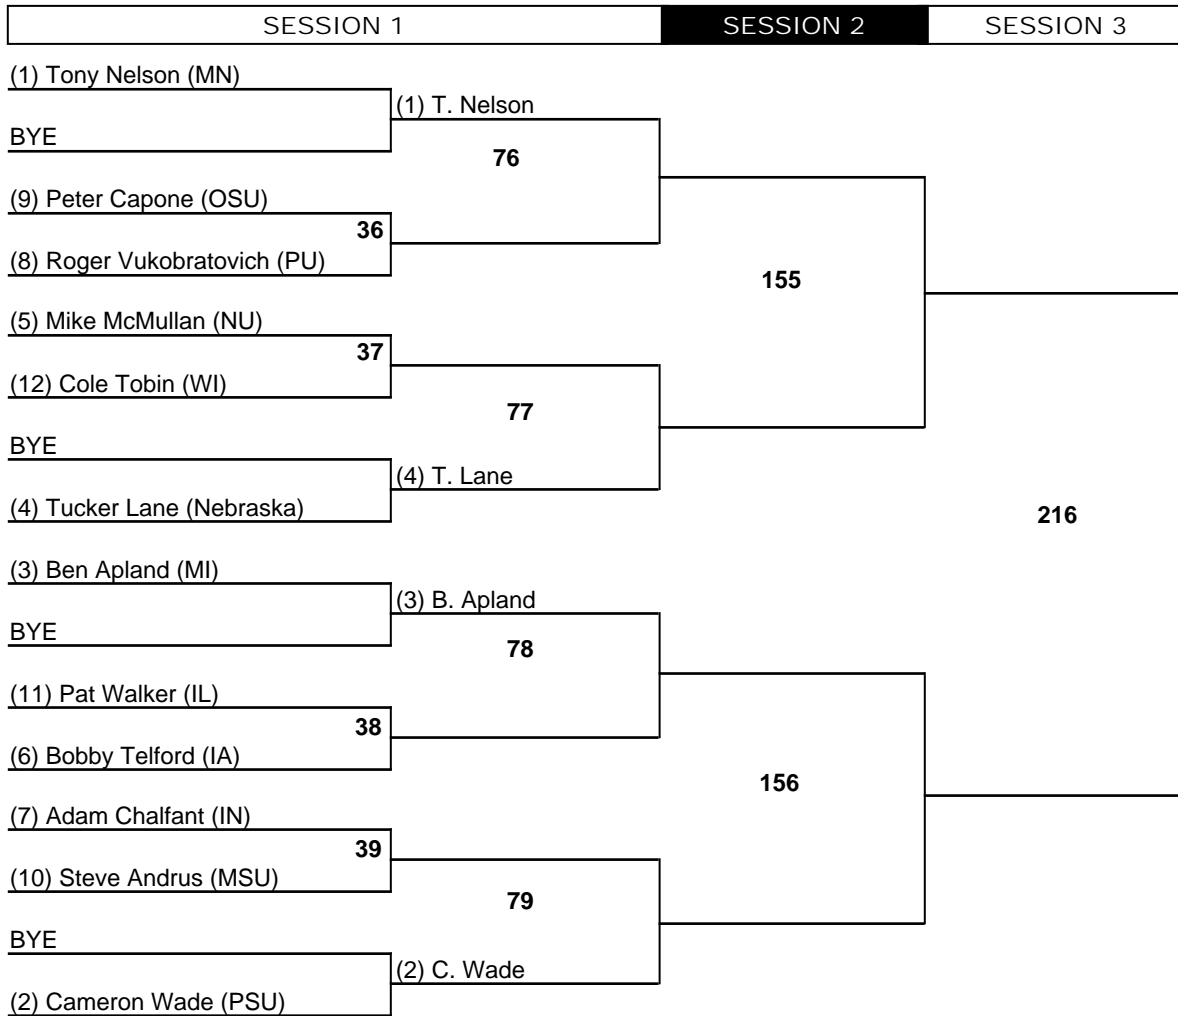 SESSION 1 SESSION 2 SESSION 3
(1) Tony Nelson (MN)
(1) T. Nelson
BYE
76
(9) Peter Capone (OSU)
36
(8) Roger Vukobratovich (PU)
155
(5) Mike McMullan (NU)
37
(12) Cole Tobin (WI)
77
BYE
(4) T. Lane
(4) Tucker Lane (Nebraska)
216
(3) Ben Apland (MI)
(3) B. Apland
BYE
78
(11) Pat Walker (IL)
38
(6) Bobby Telford (IA)
156
(7) Adam Chalfant (IN)
39
(10) Steve Andrus (MSU)
79
BYE
(2) C. Wade
(2) Cameron Wade (PSU)